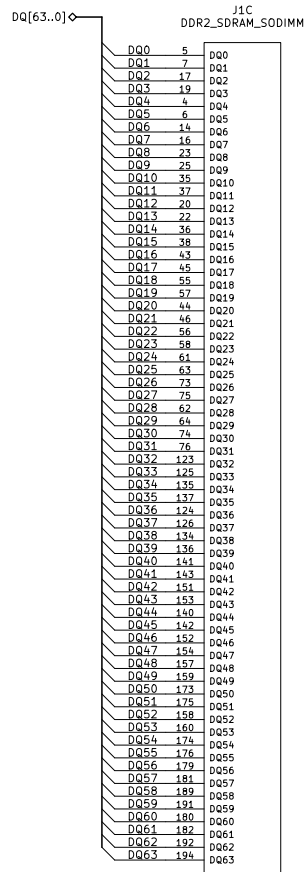 J1C
DQ[63..0] DDR2_SDRAM_SODIMM
DQ0 5 DQ0
DQ1 7 DQ1
DQ2 17 DQ2
DQ3 19 DQ3
DQ4 4 DQ4
DQ5 6 DQ5
DQ6 14 DQ6
DQ7 16 DQ7
DQ8 23 DQ8
DQ9 25 DQ9
DQ10 35 DQ10
DQ11 37 DQ11
DQ12 20 DQ12
DQ13 22 DQ13
DQ14 36 DQ14
DQ15 38 DQ15
DQ16 43 DQ16
DQ17 45 DQ17
DQ18 55 DQ18
DQ19 57 DQ19
DQ20 44 DQ20
DQ21 46 DQ21
DQ22 56 DQ22
DQ23 58 DQ23
DQ24 61 DQ24
DQ25 63 DQ25
DQ26 73 DQ26
DQ27 75 DQ27
DQ28 62 DQ28
DQ29 64 DQ29
DQ30 74 DQ30
DQ31 76 DQ31
DQ32 123 DQ32
DQ33 125 DQ33
DQ34 135 DQ34
DQ35 137 DQ35
DQ36 124 DQ36
DQ37 126 DQ37
DQ38 134 DQ38
DQ39 136 DQ39
DQ40 141 DQ40
DQ41 143 DQ41
DQ42 151 DQ42
DQ43 153 DQ43
DQ44 140 DQ44
DQ45 142 DQ45
DQ46 152 DQ46
DQ47 154 DQ47
DQ48 157 DQ48
DQ49 159 DQ49
DQ50 173 DQ50
DQ51 175 DQ51
DQ52 158 DQ52
DQ53 160 DQ53
DQ54 174 DQ54
DQ55 176 DQ55
DQ56 179 DQ56
DQ57 181 DQ57
DQ58 189 DQ58
DQ59 191 DQ59
DQ60 180 DQ60
DQ61 182 DQ61
DQ62 192 DQ62
DQ63 194 DQ63